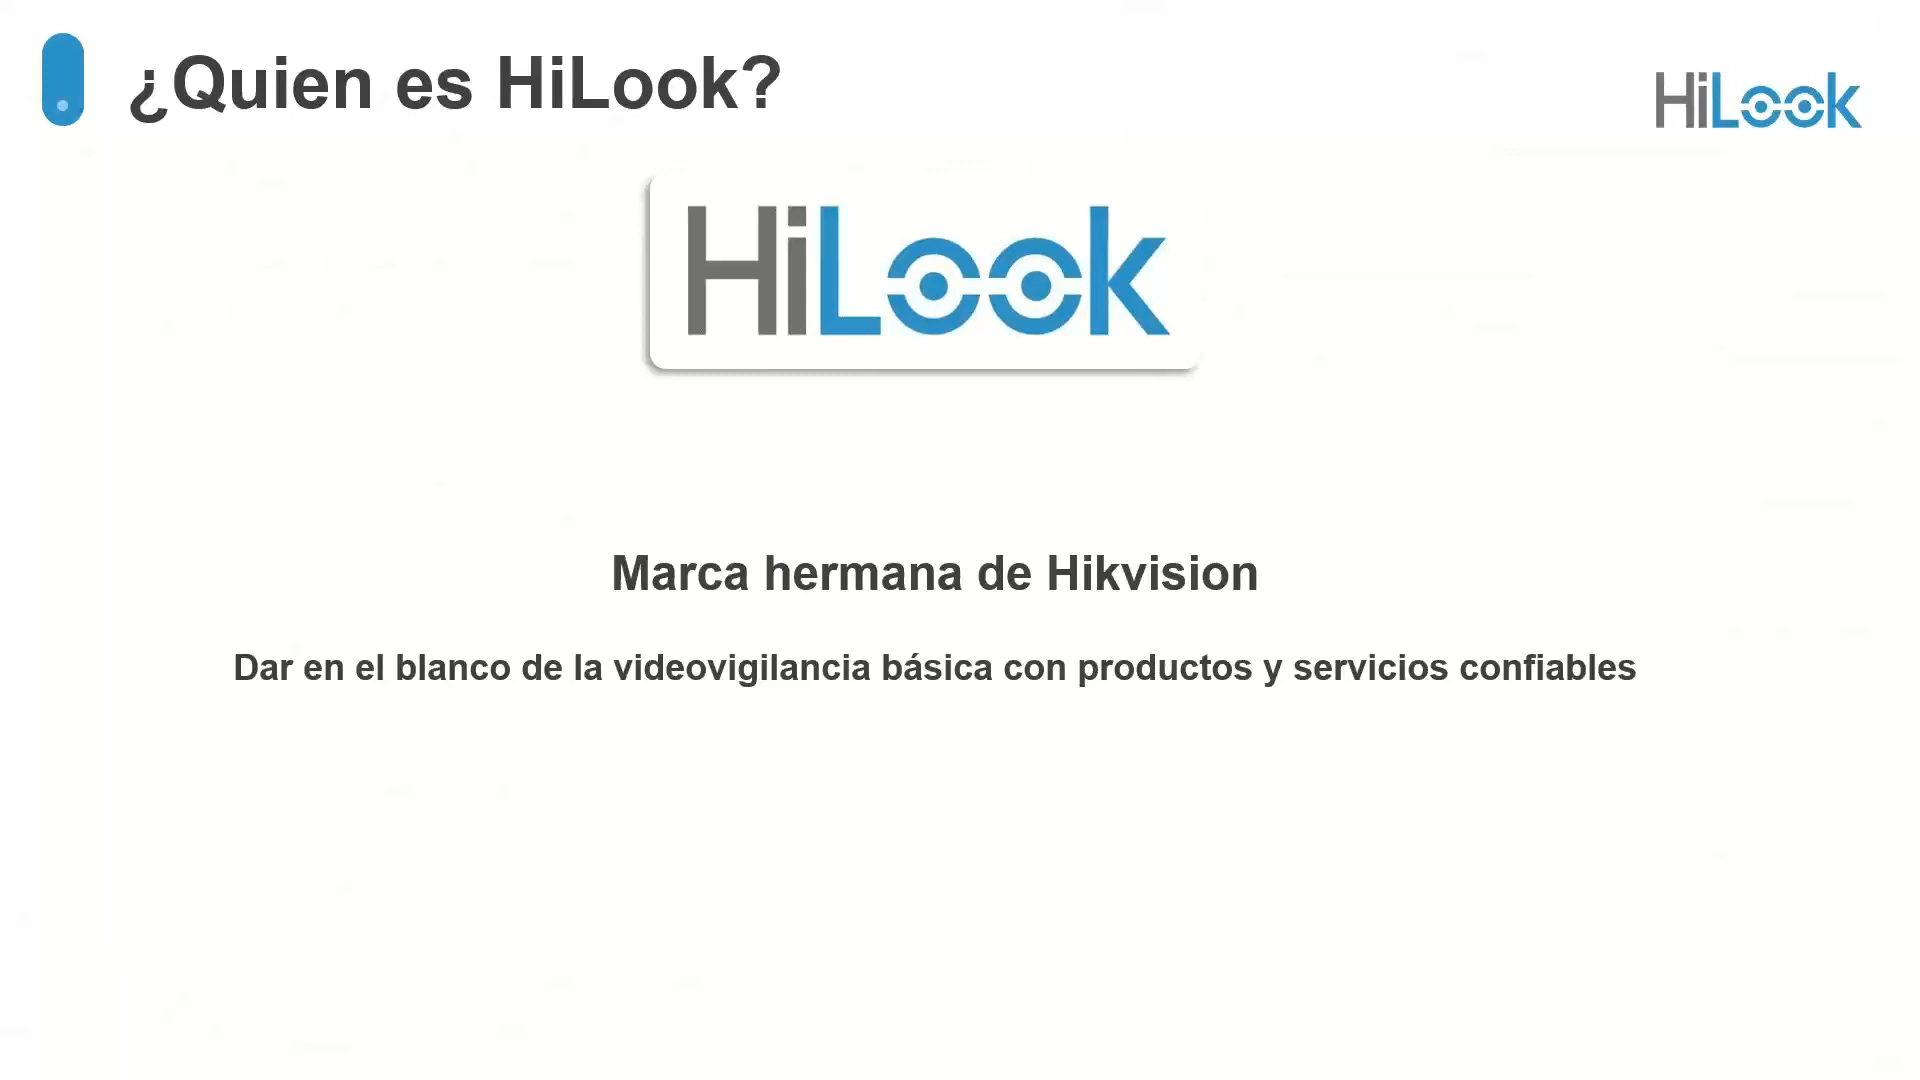 ¿Quien es HiLook?
HiLook
HiLook
Marca hermana de Hikvision
Dar en el blanco de la videovigilancia básica con productos y servicios confiables